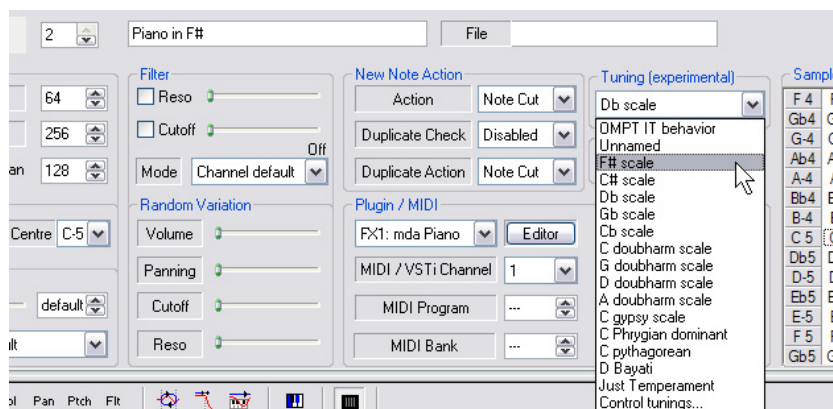 2 Piano in F# File
Filter New Note Action Tuning (experimental) Sampl
64 Reso Action Note Cut Db scale F 4
256 Cutoff Duplicate Check Disabled OMPT IT behavior Gb4
Off Unnamed G-4
an 128 Mode Channel default Duplicate Action Note Cut F# scale Ab4
C# scale A-4
Random Variation Plugin / MIDI Db scale Bb4
Centre C-5 Volume FX1: mda Piano Editor Gb scale B-4
Cb scale C 5
Panning MIDI / VSTi Channel 1 C doubharm scale Db5
G doubharm scale D-5
default Cutoff MIDI Program --- D doubharm scale Eb5
A doubharm scale E-5
lt Reso MIDI Bank --- C gypsy scale F 5
C Phrygian dominant Gb5
C pythagorean
D Bayati
Just Temperament
ol Pan Ptch Flt Control tunings...